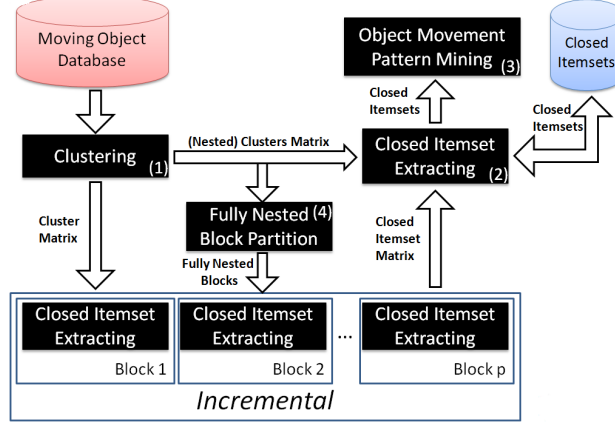 Moving Object
Database
Object Movement
Pattern Mining (3)
Closed
Itemsets
Closed
Itemsets
Closed
Itemsets
Clustering (1)
(Nested) Clusters Matrix
Closed Itemset
Extracting (2)
Cluster
Matrix
Fully Nested (4)
Block Partition
Closed
Itemset
Matrix
Fully Nested
Blocks
Closed Itemset
Extracting
Block 1
Closed Itemset
Extracting
Block 2
...
Closed Itemset
Extracting
Block p
Incremental